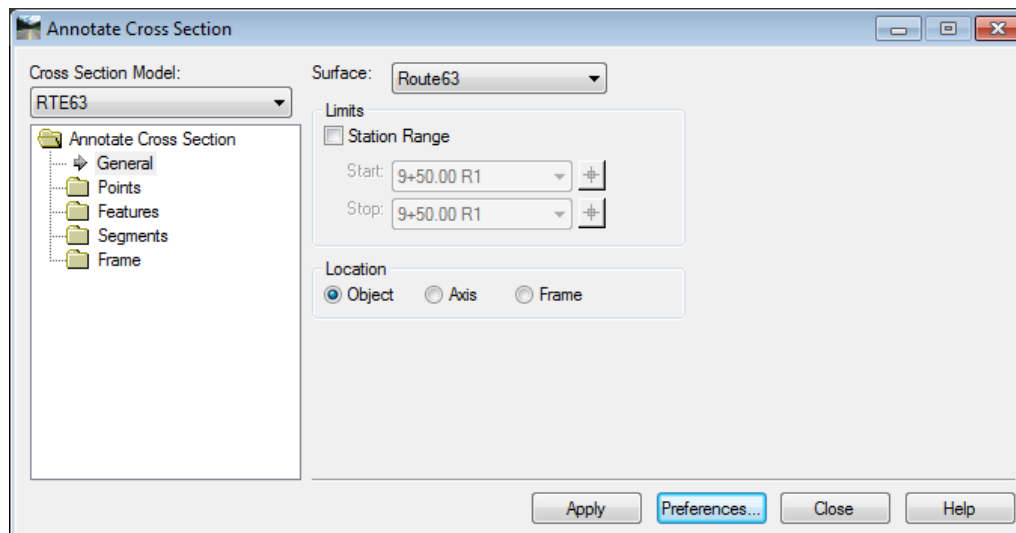 Annotate Cross Section
Cross Section Model:
RTE63
Annotate Cross Section
General
Points
Features
Segments
Frame
Surface: Route63
Limits
Station Range
Start: 9+50.00 R1
Stop: 9+50.00 R1
Location
Object Axis Frame
Apply Preferences... Close Help